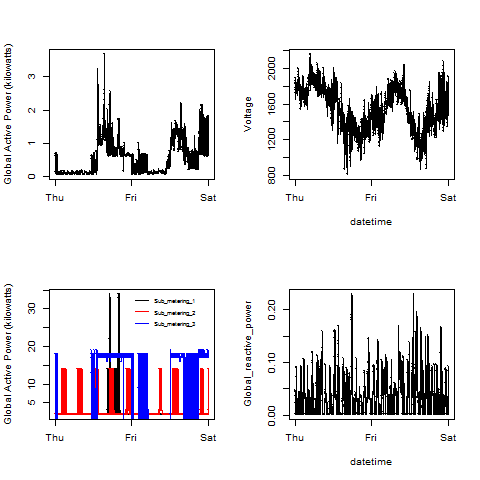 Global Active Power (kilowatts)
3
2
1
0
Thu
Fri
Sat
Voltage
2000
1600
1200
800
Thu
Fri
Sat
datetime
Global Active Power (kilowatts)
35
20
10
5
Sub_metering_1
Sub_metering_2
Sub_metering_3
Thu
Fri
Sat
Global_reactive_power
0.20
0.10
0.00
Thu
Fri
Sat
datetime